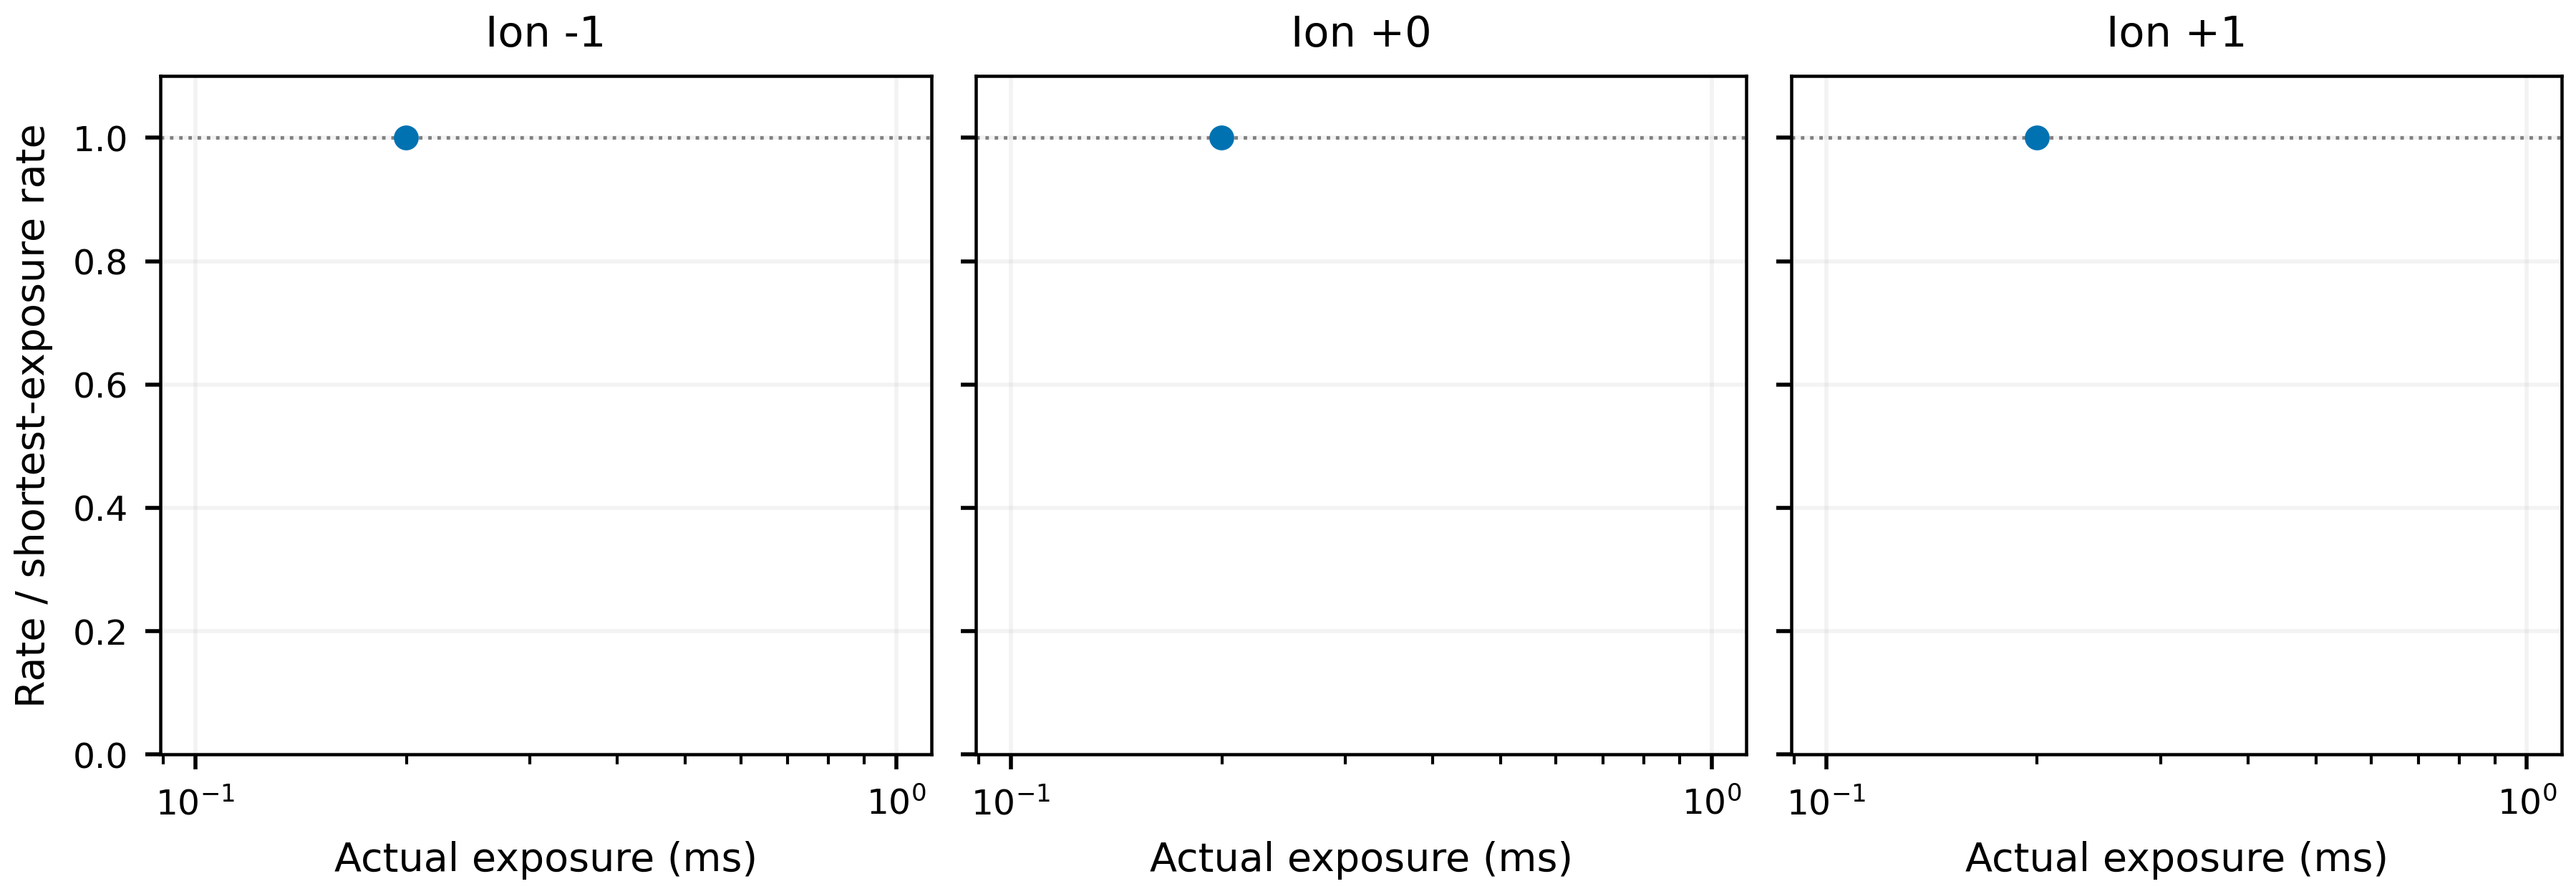 Ion -1
Ion +0
Ion +1
Rate / shortest-exposure rate
1.0
0.8
0.6
0.4
0.2
0.0
10⁻¹ 10⁰ 10⁻¹ 10⁰ 10⁻¹ 10⁰
Actual exposure (ms)
Actual exposure (ms)
Actual exposure (ms)